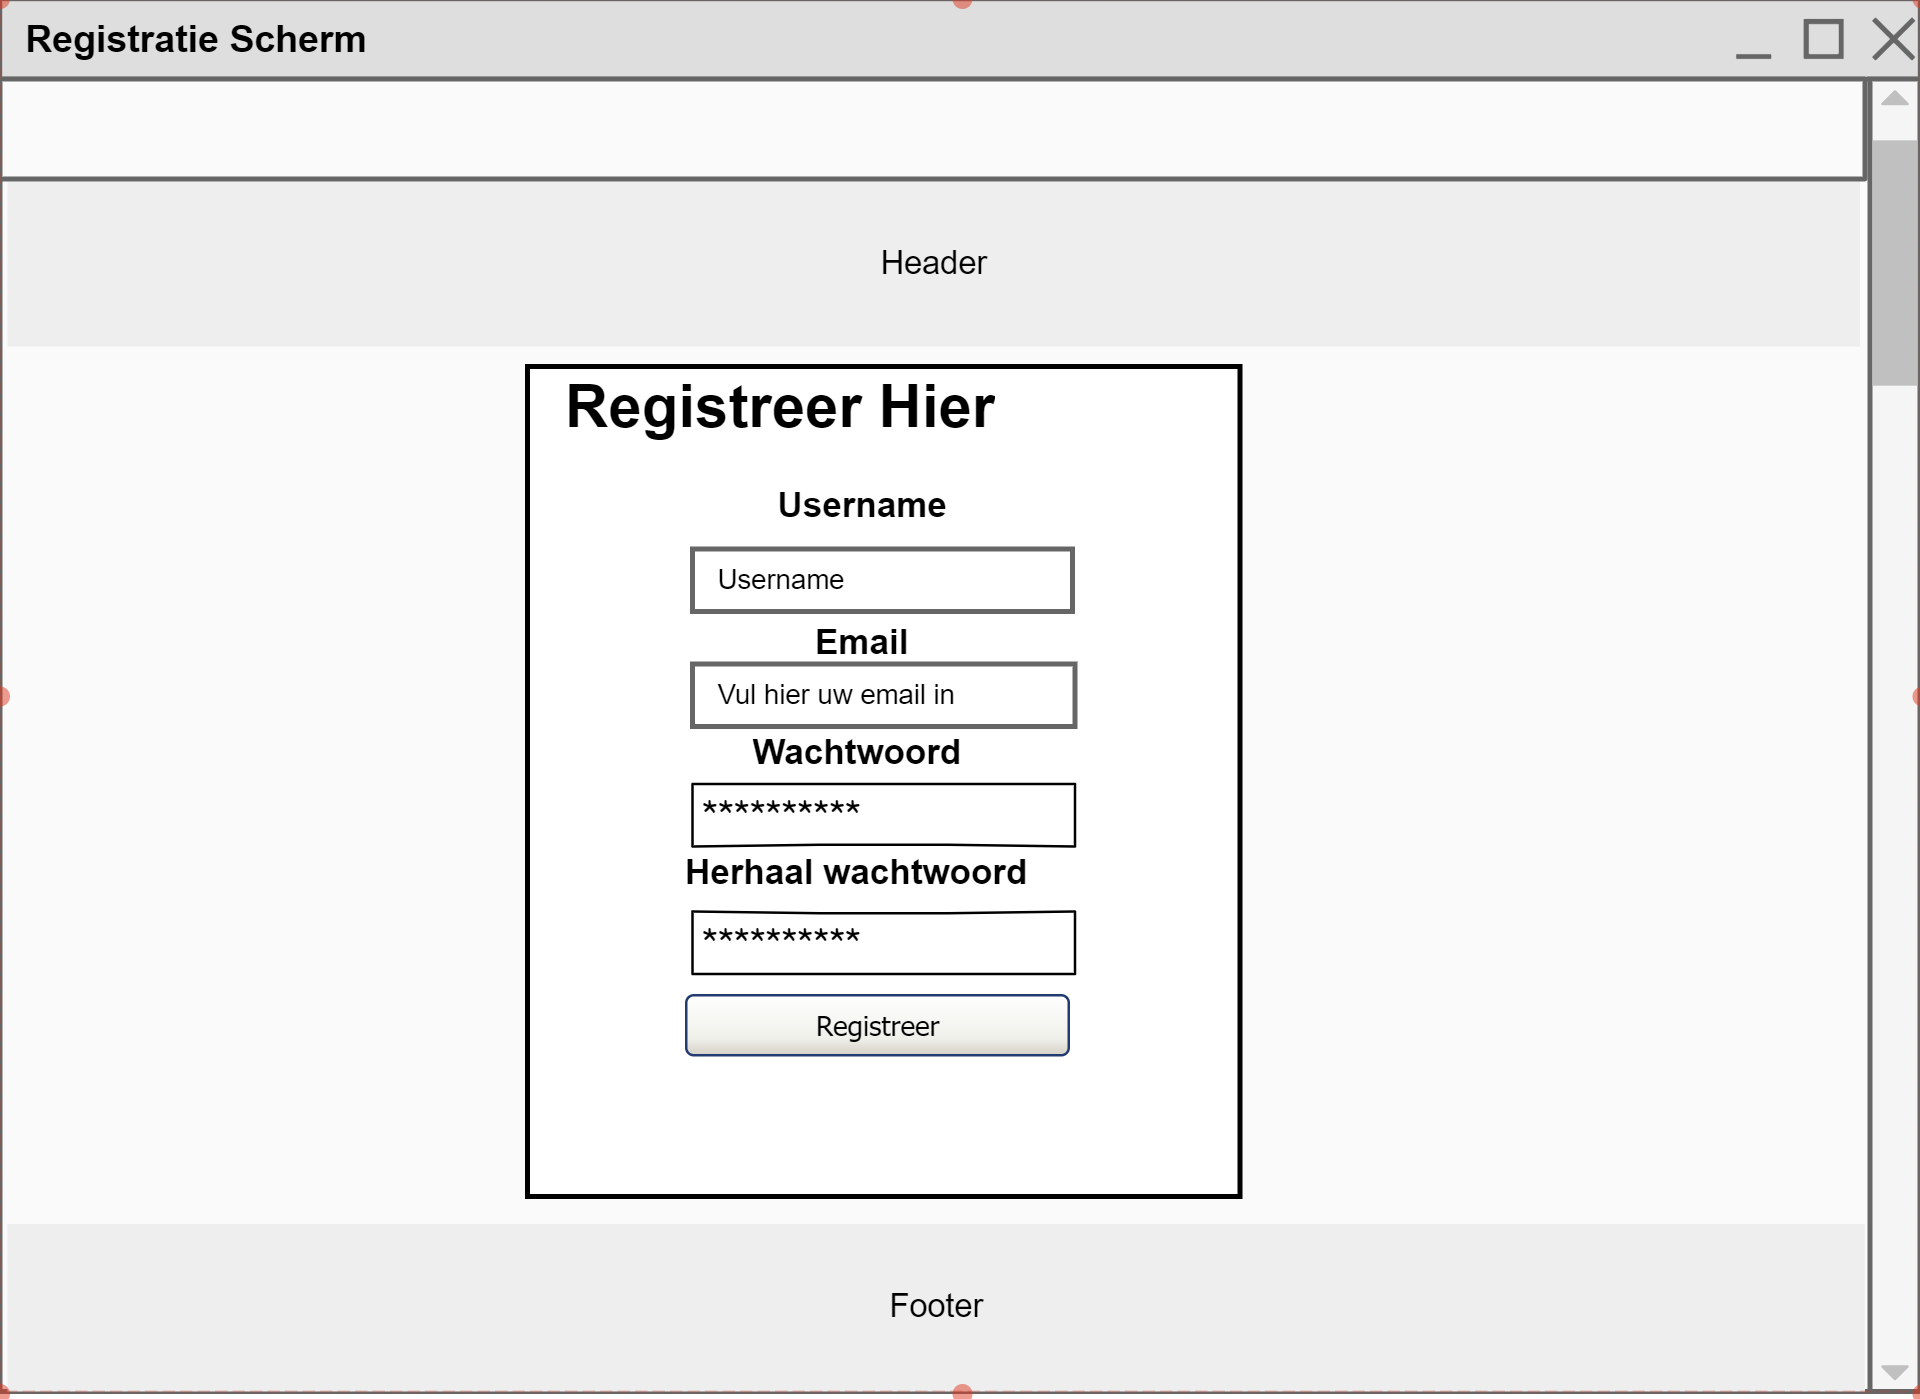 Registratie Scherm
Header
Registreer Hier
Username
Username
Email
Vul hier uw email in
Wachtwoord
**********
Herhaal wachtwoord
**********
Registreer
Footer